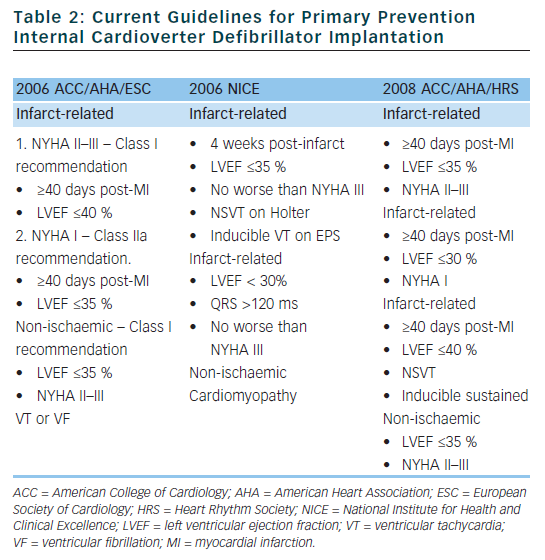 Table 2: Current Guidelines for Primary Prevention
Internal Cardioverter Defibrillator Implantation
2006 ACC/AHA/ESC
Infarct-related
1. NYHA II–III – Class I
recommendation
• ≥40 days post-MI
• LVEF ≤40 %
2. NYHA I – Class IIa
recommendation.
• ≥40 days post-MI
• LVEF ≤35 %
Non-ischaemic – Class I
recommendation
• LVEF ≤35 %
• NYHA II–III
VT or VF
2006 NICE
Infarct-related
• 4 weeks post-infarct
• LVEF ≤35 %
• No worse than NYHA III
• NSVT on Holter
• Inducible VT on EPS
Infarct-related
• LVEF < 30%
• QRS >120 ms
• No worse than
NYHA III
Non-ischaemic
Cardiomyopathy
2008 ACC/AHA/HRS
Infarct-related
• ≥40 days post-MI
• LVEF ≤35 %
• NYHA II–III
Infarct-related
• ≥40 days post-MI
• LVEF ≤30 %
• NYHA I
Infarct-related
• ≥40 days post-MI
• LVEF ≤40 %
• NSVT
• Inducible sustained
Non-ischaemic
• LVEF ≤35 %
• NYHA II–III
ACC = American College of Cardiology; AHA = American Heart Association; ESC = European
Society of Cardiology; HRS = Heart Rhythm Society; NICE = National Institute for Health and
Clinical Excellence; LVEF = left ventricular ejection fraction; VT = ventricular tachycardia;
VF = ventricular fibrillation; MI = myocardial infarction.